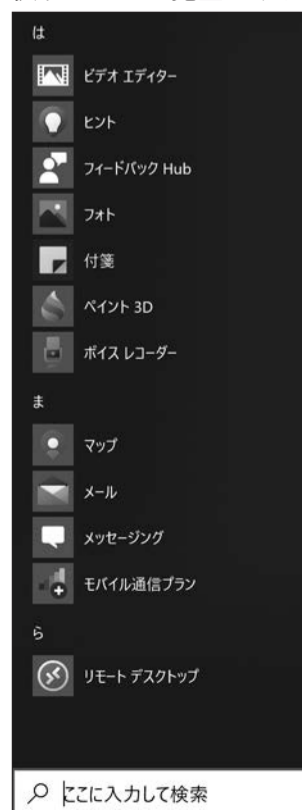 は
ビデオ エディター
ヒント
フィードバック Hub
フォト
付箋
ペイント 3D
ボイス レコーダー
ま
マップ
メール
メッセージング
モバイル通信プラン
ら
リモート デスクトップ
ここに入力して検索